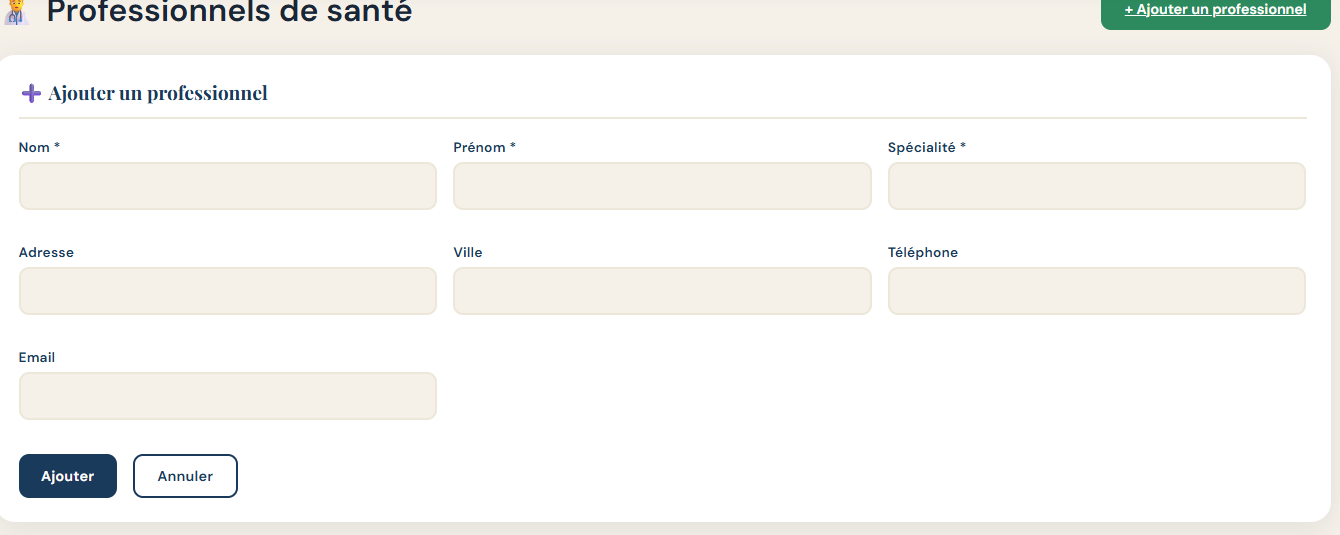 Professionnels de santé
+ Ajouter un professionnel
Ajouter un professionnel
Nom *
Prénom *
Spécialité *
Adresse
Ville
Téléphone
Email
Ajouter
Annuler